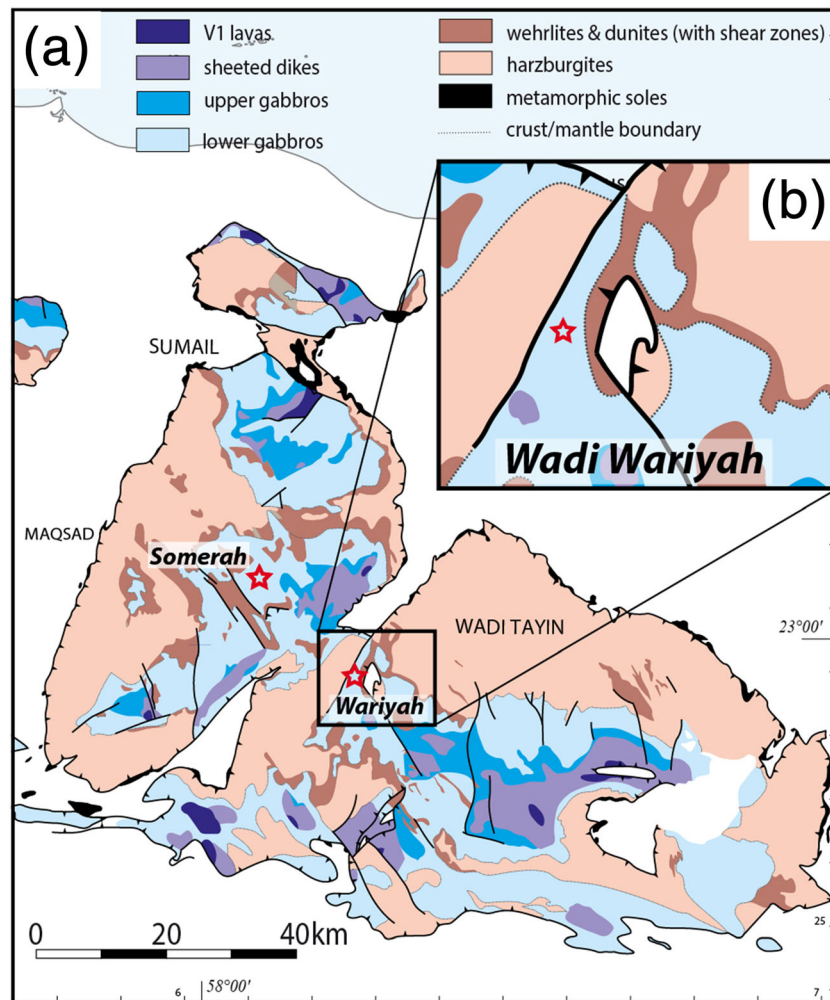 (a)
V1 lavas
sheeted dikes
upper gabbros
lower gabbros
wehrlites & dunites (with shear zones)
harzburgites
metamorphic soles
crust/mantle boundary
(b)
Wadi Wariyah
SUMAIL
MAQSAD
Somerah
WADI TAYIN
23°00'
Wariyah
0 20 40km
25
6 58°00' 7